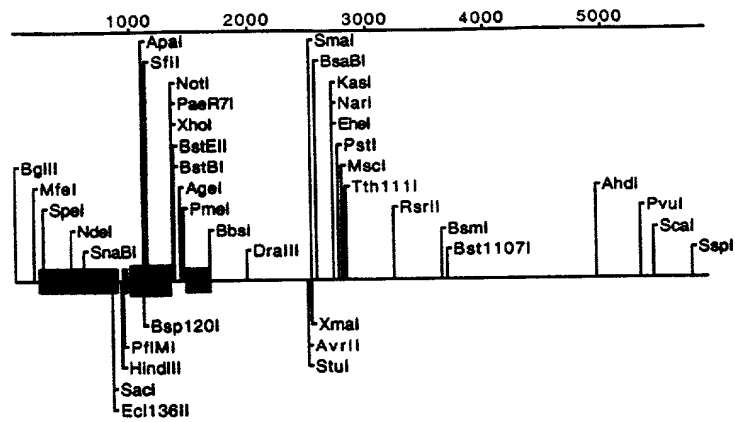 1000 2000 3000 4000 5000
ApaI SmaI
SfiI BsaBI
NotI KasI
PaeR7I NarI
XhoI EheI
BstEII PstI
BglII BstBI MscI
MfeI AgeI Tth111I AhdI
SpeI PmeI RsrII PvuI
NdeI BbsI BsmI ScaI
SnaBI DraIII Bst1107I SspI
Bsp120I XmaI
PflMI AvrII
HindIII StuI
SacI
Ecl136II